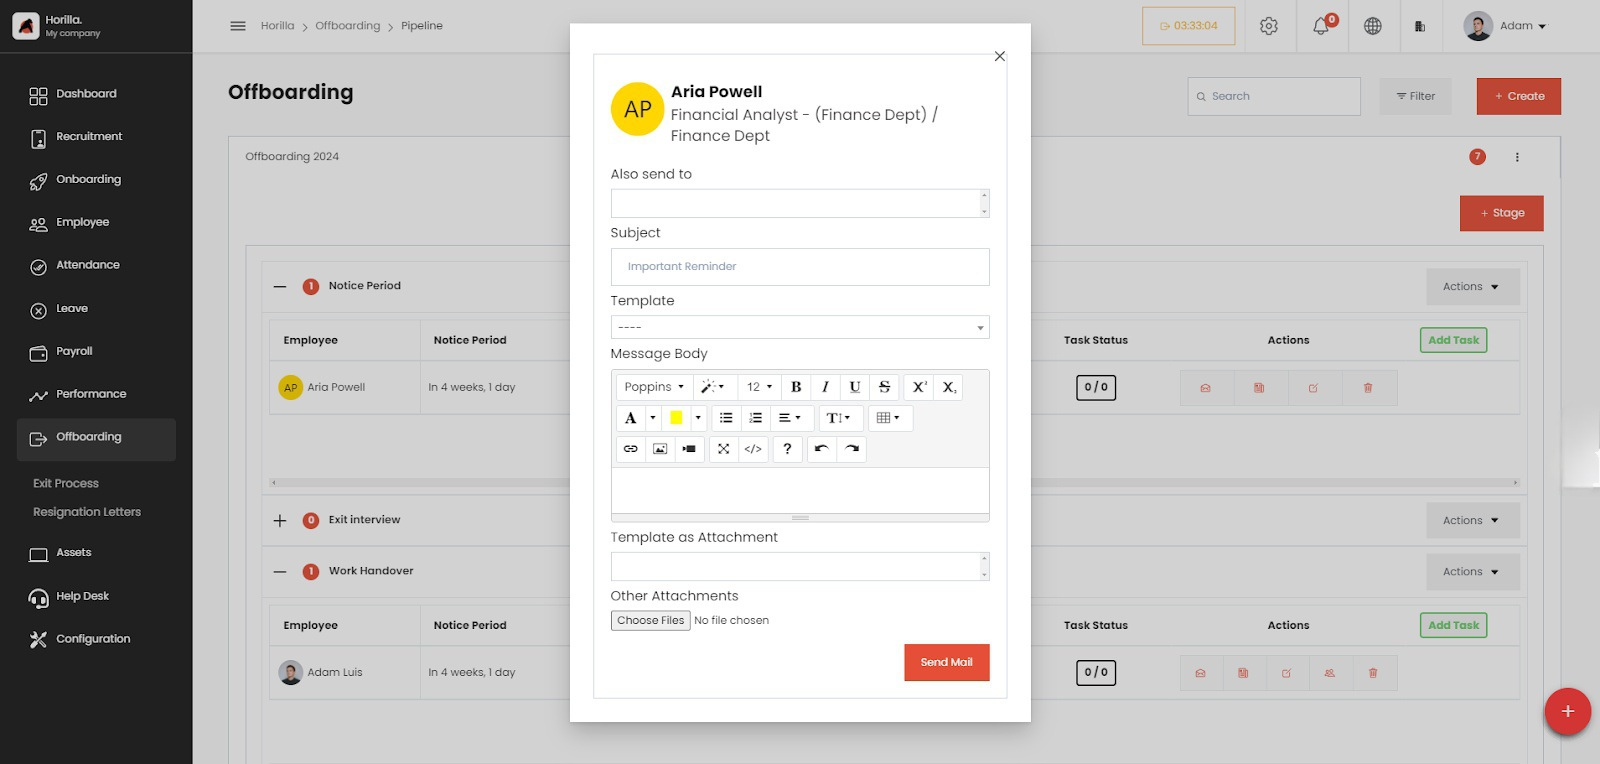 Horilla.
My company
Horilla > Offboarding > Pipeline
03:33:04
0
Adam
Dashboard
Recruitment
Onboarding
Employee
Attendance
Leave
Payroll
Performance
Offboarding
Exit Process
Resignation Letters
Assets
Help Desk
Configuration
Offboarding
Search
Filter
+ Create
Offboarding 2024
7
+ Stage
1 Notice Period
Actions
Employee Notice Period Task Status Actions Add Task
AP Aria Powell In 4 weeks, 1 day 0 / 0
0 Exit interview
Actions
1 Work Handover
Actions
Employee Notice Period Task Status Actions Add Task
Adam Luis In 4 weeks, 1 day 0 / 0
+
AP
Aria Powell
Financial Analyst - (Finance Dept) /
Finance Dept
Also send to
Subject
Important Reminder
Template
----
Message Body
Poppins 12 B I U S X² X₂
A T
</> ?
Template as Attachment
Other Attachments
Choose Files No file chosen
Send Mail